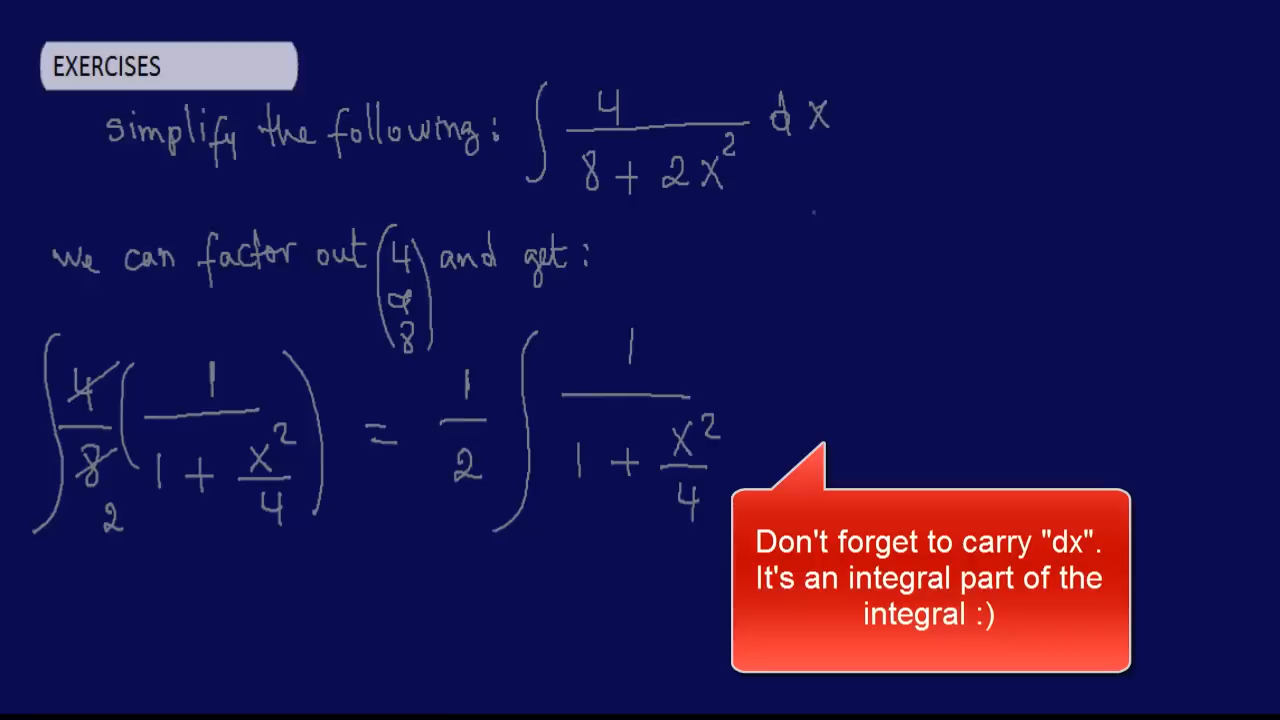 EXERCISES
simplify the following: ∫ 4/(8 + 2x²) dx
we can factor out (4/8) and get:
∫ 4/8 (1/(1 + x²/4)) = 1/2 ∫ 1/(1 + x²/4)
2
Don't forget to carry "dx".
It's an integral part of the
integral :)